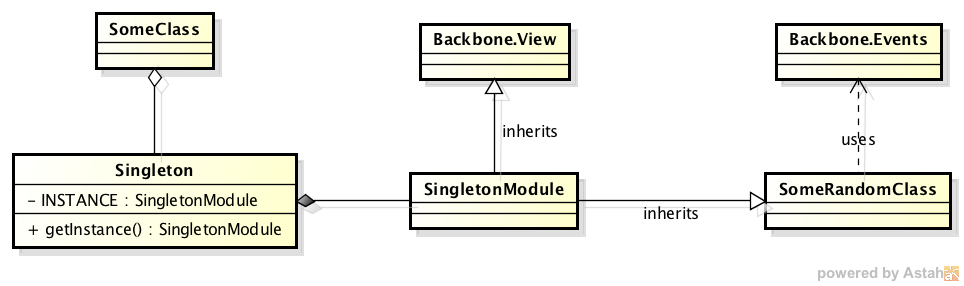 SomeClass
Backbone.View
Backbone.Events
inherits
uses
Singleton
– INSTANCE : SingletonModule
+ getInstance() : SingletonModule
SingletonModule
inherits
SomeRandomClass
powered by Astah